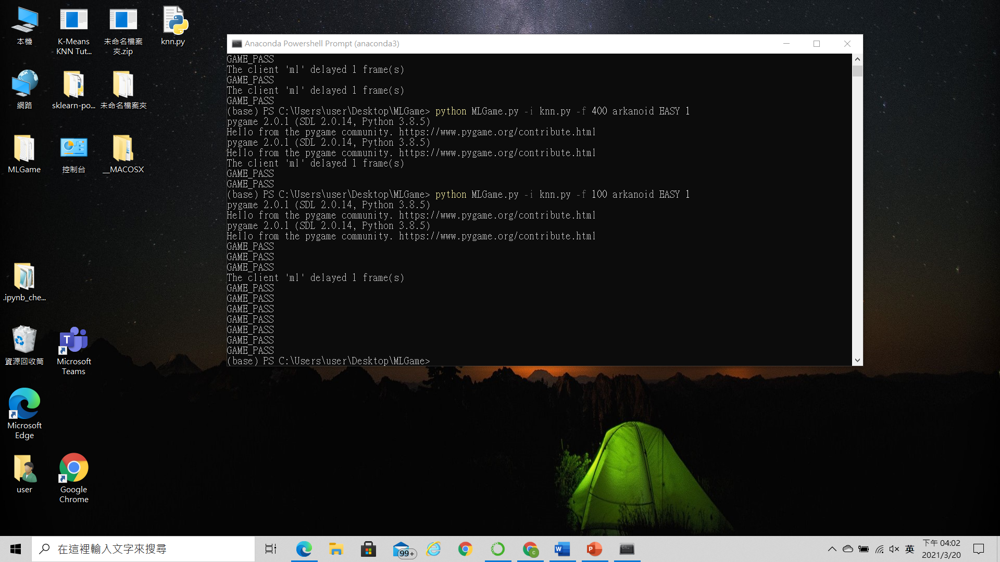 本機
K-Means
KNN Tut...
未命名檔案
夾.zip
knn.py
網路
sklearn-po...
未命名檔案夾
MLGame
控制台
__MACOSX
.ipynb_che...
資源回收筒
Microsoft
Teams
Microsoft
Edge
user
Google
Chrome
Anaconda Powershell Prompt (anaconda3)
GAME_PASS
The client 'ml' delayed 1 frame(s)
GAME_PASS
The client 'ml' delayed 1 frame(s)
GAME_PASS
(base) PS C:\Users\user\Desktop\MLGame> python MLGame.py -i knn.py -f 400 arkanoid EASY 1
pygame 2.0.1 (SDL 2.0.14, Python 3.8.5)
Hello from the pygame community. https://www.pygame.org/contribute.html
pygame 2.0.1 (SDL 2.0.14, Python 3.8.5)
Hello from the pygame community. https://www.pygame.org/contribute.html
The client 'ml' delayed 1 frame(s)
GAME_PASS
GAME_PASS
(base) PS C:\Users\user\Desktop\MLGame> python MLGame.py -i knn.py -f 100 arkanoid EASY 1
pygame 2.0.1 (SDL 2.0.14, Python 3.8.5)
Hello from the pygame community. https://www.pygame.org/contribute.html
pygame 2.0.1 (SDL 2.0.14, Python 3.8.5)
Hello from the pygame community. https://www.pygame.org/contribute.html
GAME_PASS
GAME_PASS
GAME_PASS
The client 'ml' delayed 1 frame(s)
GAME_PASS
GAME_PASS
GAME_PASS
GAME_PASS
GAME_PASS
GAME_PASS
GAME_PASS
(base) PS C:\Users\user\Desktop\MLGame>
在這裡輸入文字來搜尋
99+
英
下午 04:02
2021/3/20